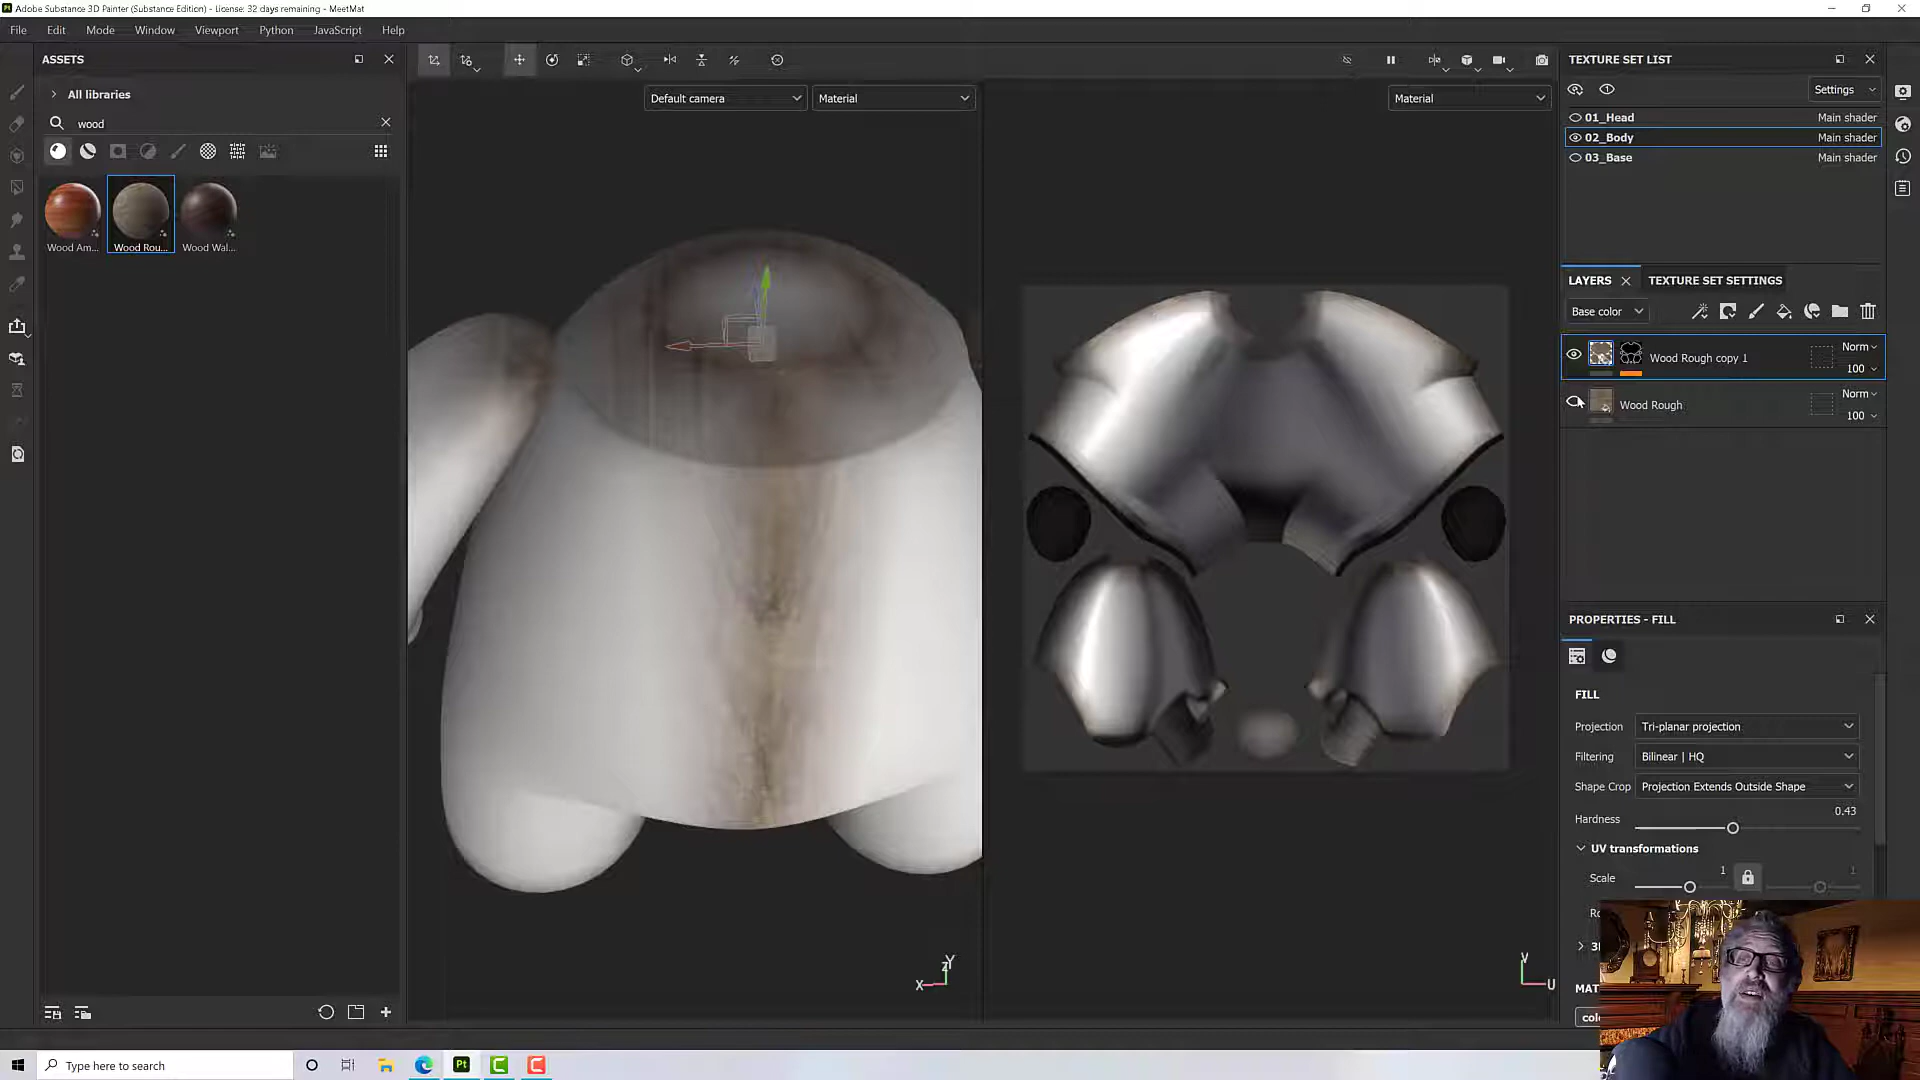 Adobe Substance 3D Painter (Substance Edition) - License: 32 days remaining - MeetMat
File Edit Mode Window Viewport Python JavaScript Help
ASSETS
All libraries
wood
Wood Am...
Wood Rou...
Wood Wal...
Default camera
Material
Material
X
Y
Z
V
U
TEXTURE SET LIST
Settings
01_Head Main shader
02_Body Main shader
03_Base Main shader
LAYERS
TEXTURE SET SETTINGS
Base color
Wood Rough copy 1
Norm
100
Wood Rough
Norm
100
PROPERTIES - FILL
FILL
Projection Tri-planar projection
Filtering Bilinear | HQ
Shape Crop Projection Extends Outside Shape
Hardness 0.43
UV transformations
Scale 1 1
Type here to search
Pt